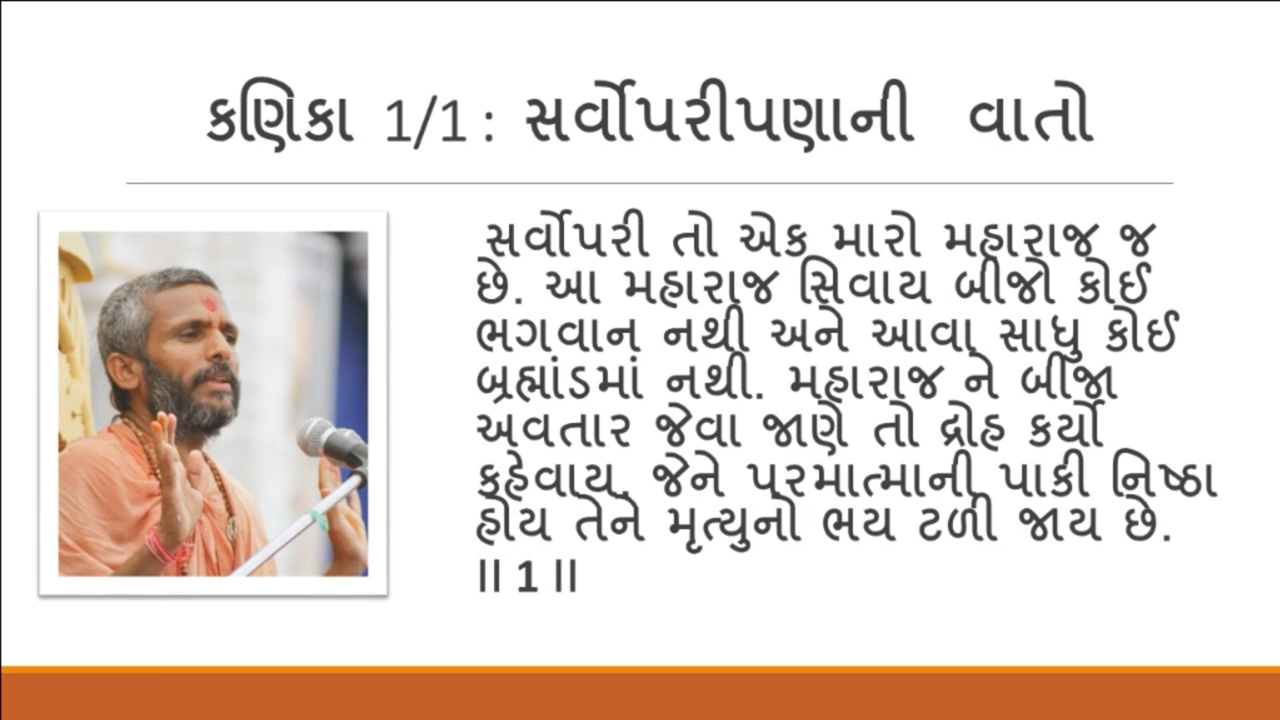 કણિકા 1/1 : સર્વોપરીપણાની વાતો
સર્વોપરી તો એક મારો મહારાજ જ
છે. આ મહારાજ સિવાય બીજો કોઈ
ભગવાન નથી અને આવા સાધુ કોઈ
બ્રહ્માંડમાં નથી. મહારાજ ને બીજા
અવતાર જેવા જાણે તો દ્રોહ કર્યો
કહેવાય. જેને પરમાત્માની પાકી નિષ્ઠા
હોય તેને મૃત્યુનો ભય ટળી જાય છે.
॥ 1 ॥